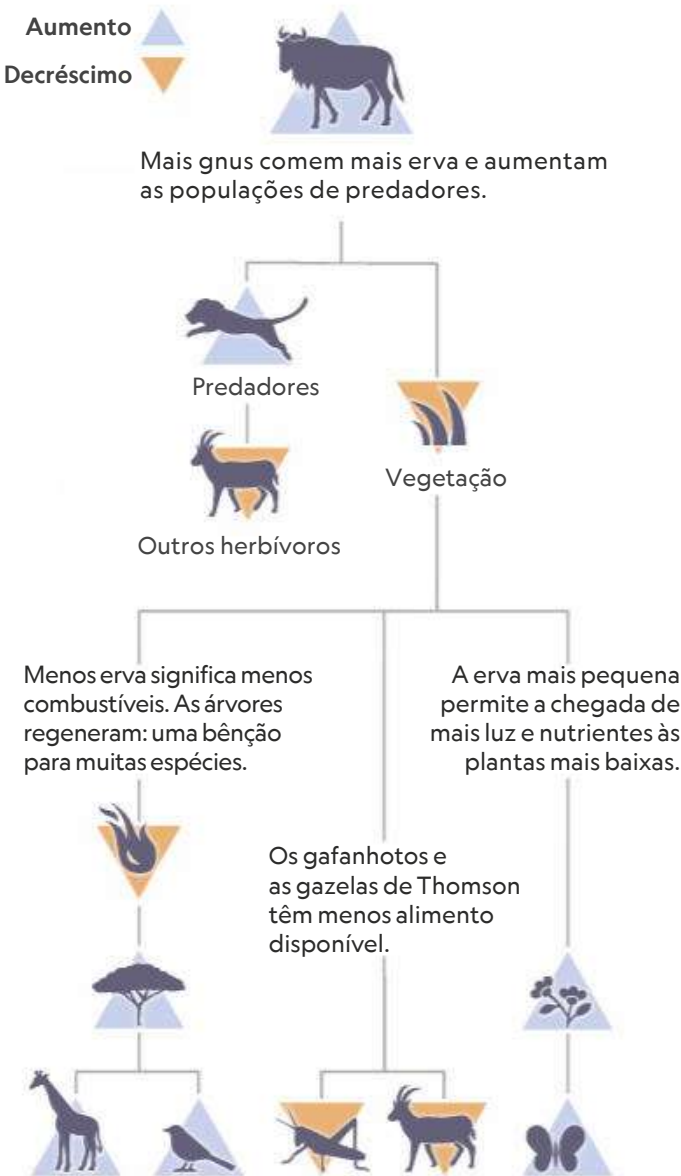 Aumento
Decréscimo
Mais gnus comem mais erva e aumentam
as populações de predadores.
Predadores
Vegetação
Outros herbívoros
Menos erva significa menos
combustíveis. As árvores
regeneram: uma bênção
para muitas espécies.
Os gafanhotos e
as gazelas de Thomson
têm menos alimento
disponível.
A erva mais pequena
permite a chegada de
mais luz e nutrientes às
plantas mais baixas.